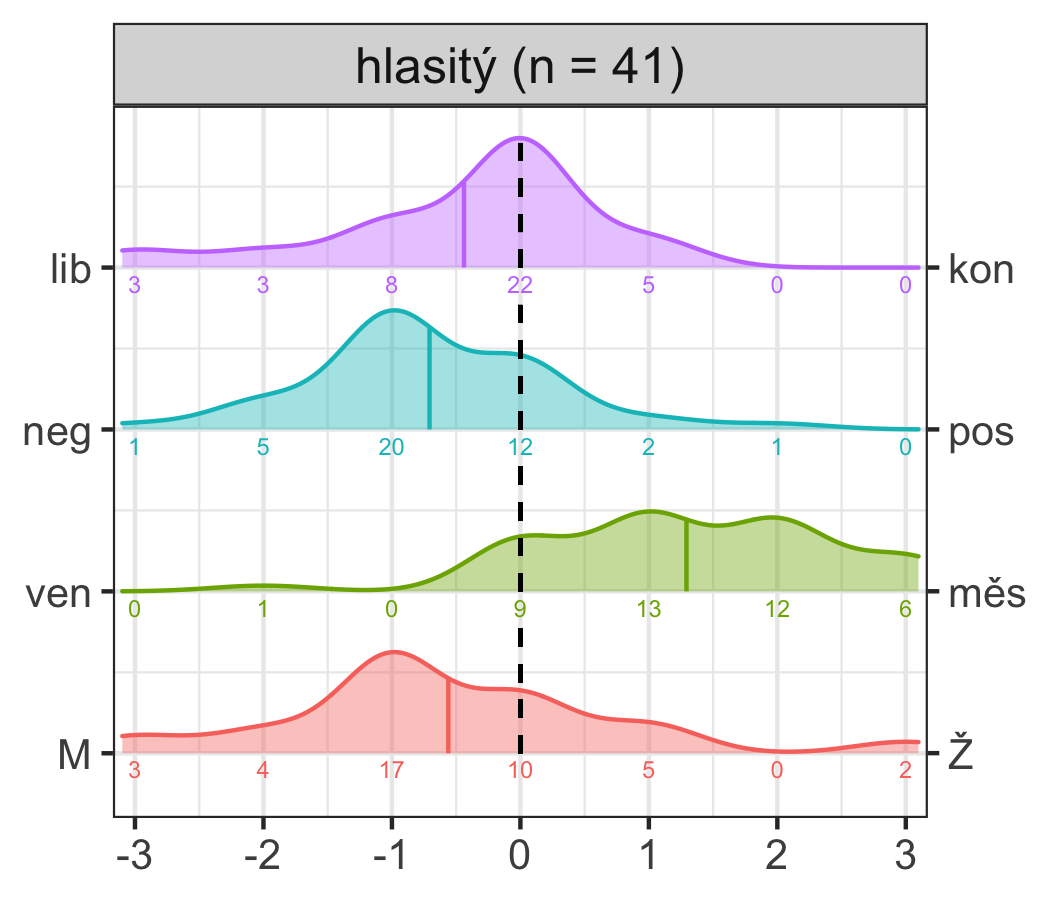 hlasitý (n = 41)
lib kon
3 3 8 22 5 0 0
neg pos
1 5 20 12 2 1 0
ven měs
0 1 0 9 13 12 6
M Ž
3 4 17 10 5 0 2
-3 -2 -1 0 1 2 3